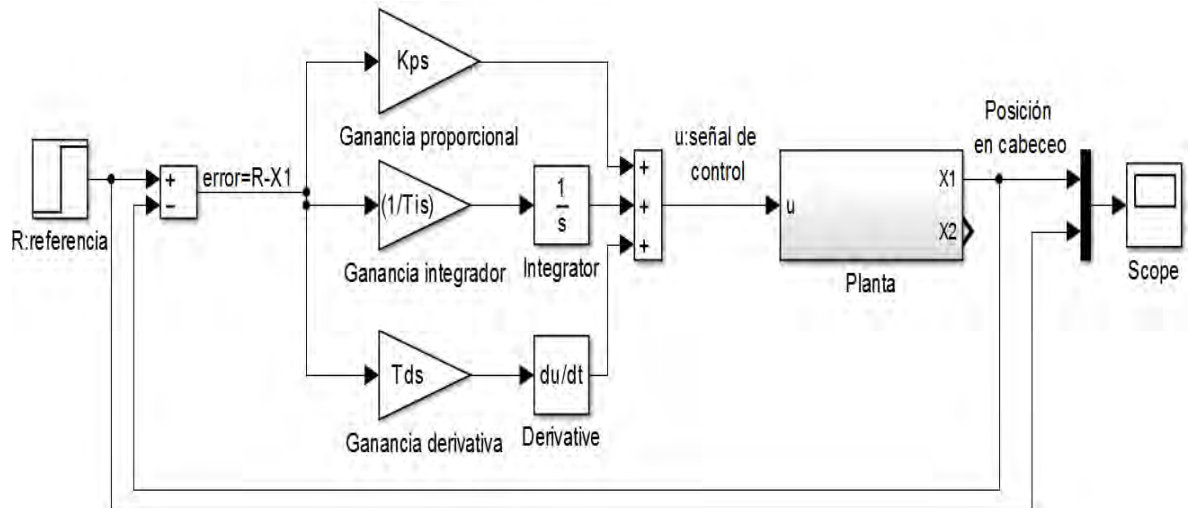 Kps
Ganancia proporcional
R:referencia
+
−
error=R-X1
(1/Tis)
Ganancia integrador
1
s
Integrator
Tds
Ganancia derivativa
du/dt
Derivative
+
+
+
u:señal de
control
u
X1
X2
Planta
Posición
en cabeceo
Scope